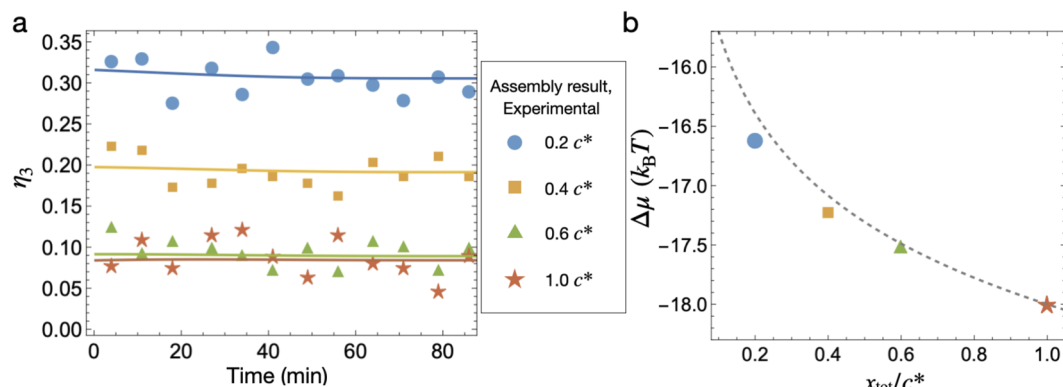 a
η3
0.35
0.30
0.25
0.20
0.15
0.10
0.05
0.00
0
20
40
60
80
Time (min)
Assembly result,
Experimental
0.2 c*
0.4 c*
0.6 c*
1.0 c*
b
Δμ (kBT)
-16.0
-16.5
-17.0
-17.5
-18.0
0.2
0.4
0.6
0.8
1.0
xtot/c*